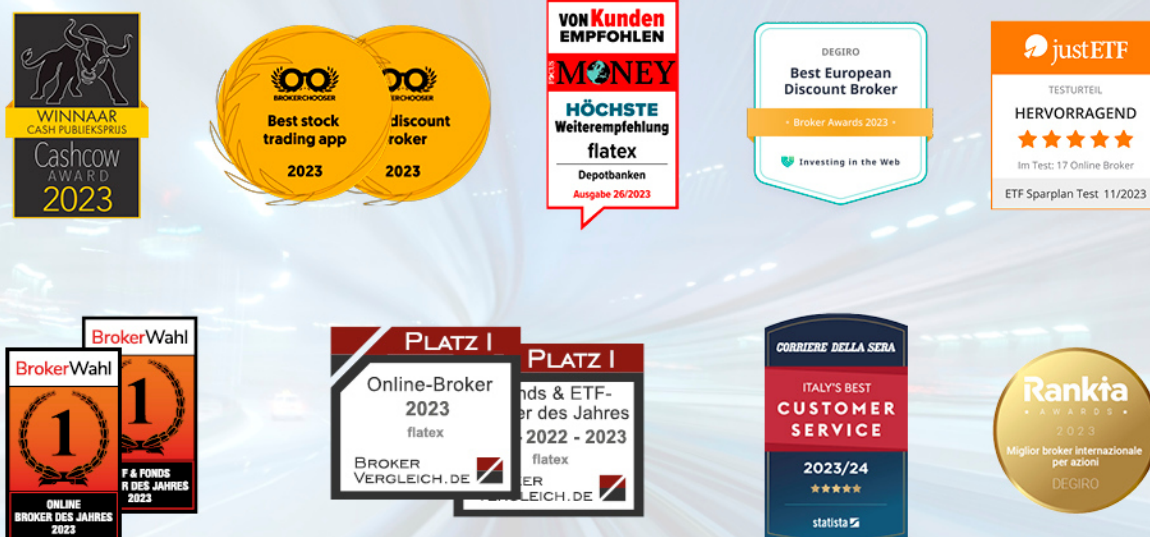 WINNAAR
CASH PUBLIEKSPRIJS
Cashcow
AWARD
2023
BROKERCHOOSER
Best stock
trading app
2023
discount
2023
VON Kunden
EMPFOHLEN
FOCUS MONEY
HÖCHSTE
Weiterempfehlung
flatex
Depotbanken
Ausgabe 26/2023
DEGIRO
Best European
Discount Broker
• Broker Awards 2023 •
Investing in the Web
justETF
TESTURTEIL
HERVORRAGEND
Im Test: 17 Online Broker
ETF Sparplan Test 11/2023
BrokerWahl
1
ONLINE
BROKER DES JAHRES
2023
BrokerWahl
1
F & FONDS
R DES JAHRES
2023
PLATZ I
Online-Broker
2023
flatex
BROKER
VERGLEICH.DE
PLATZ I
nds & ETF-
er des Jahres
2022 - 2023
flatex
ER
LEICH.DE
CORRIERE DELLA SERA
ITALY'S BEST
CUSTOMER
SERVICE
2023/24
statista
Rankia
• AWARDS •
2023
Miglior broker internazionale
per azioni
DEGIRO